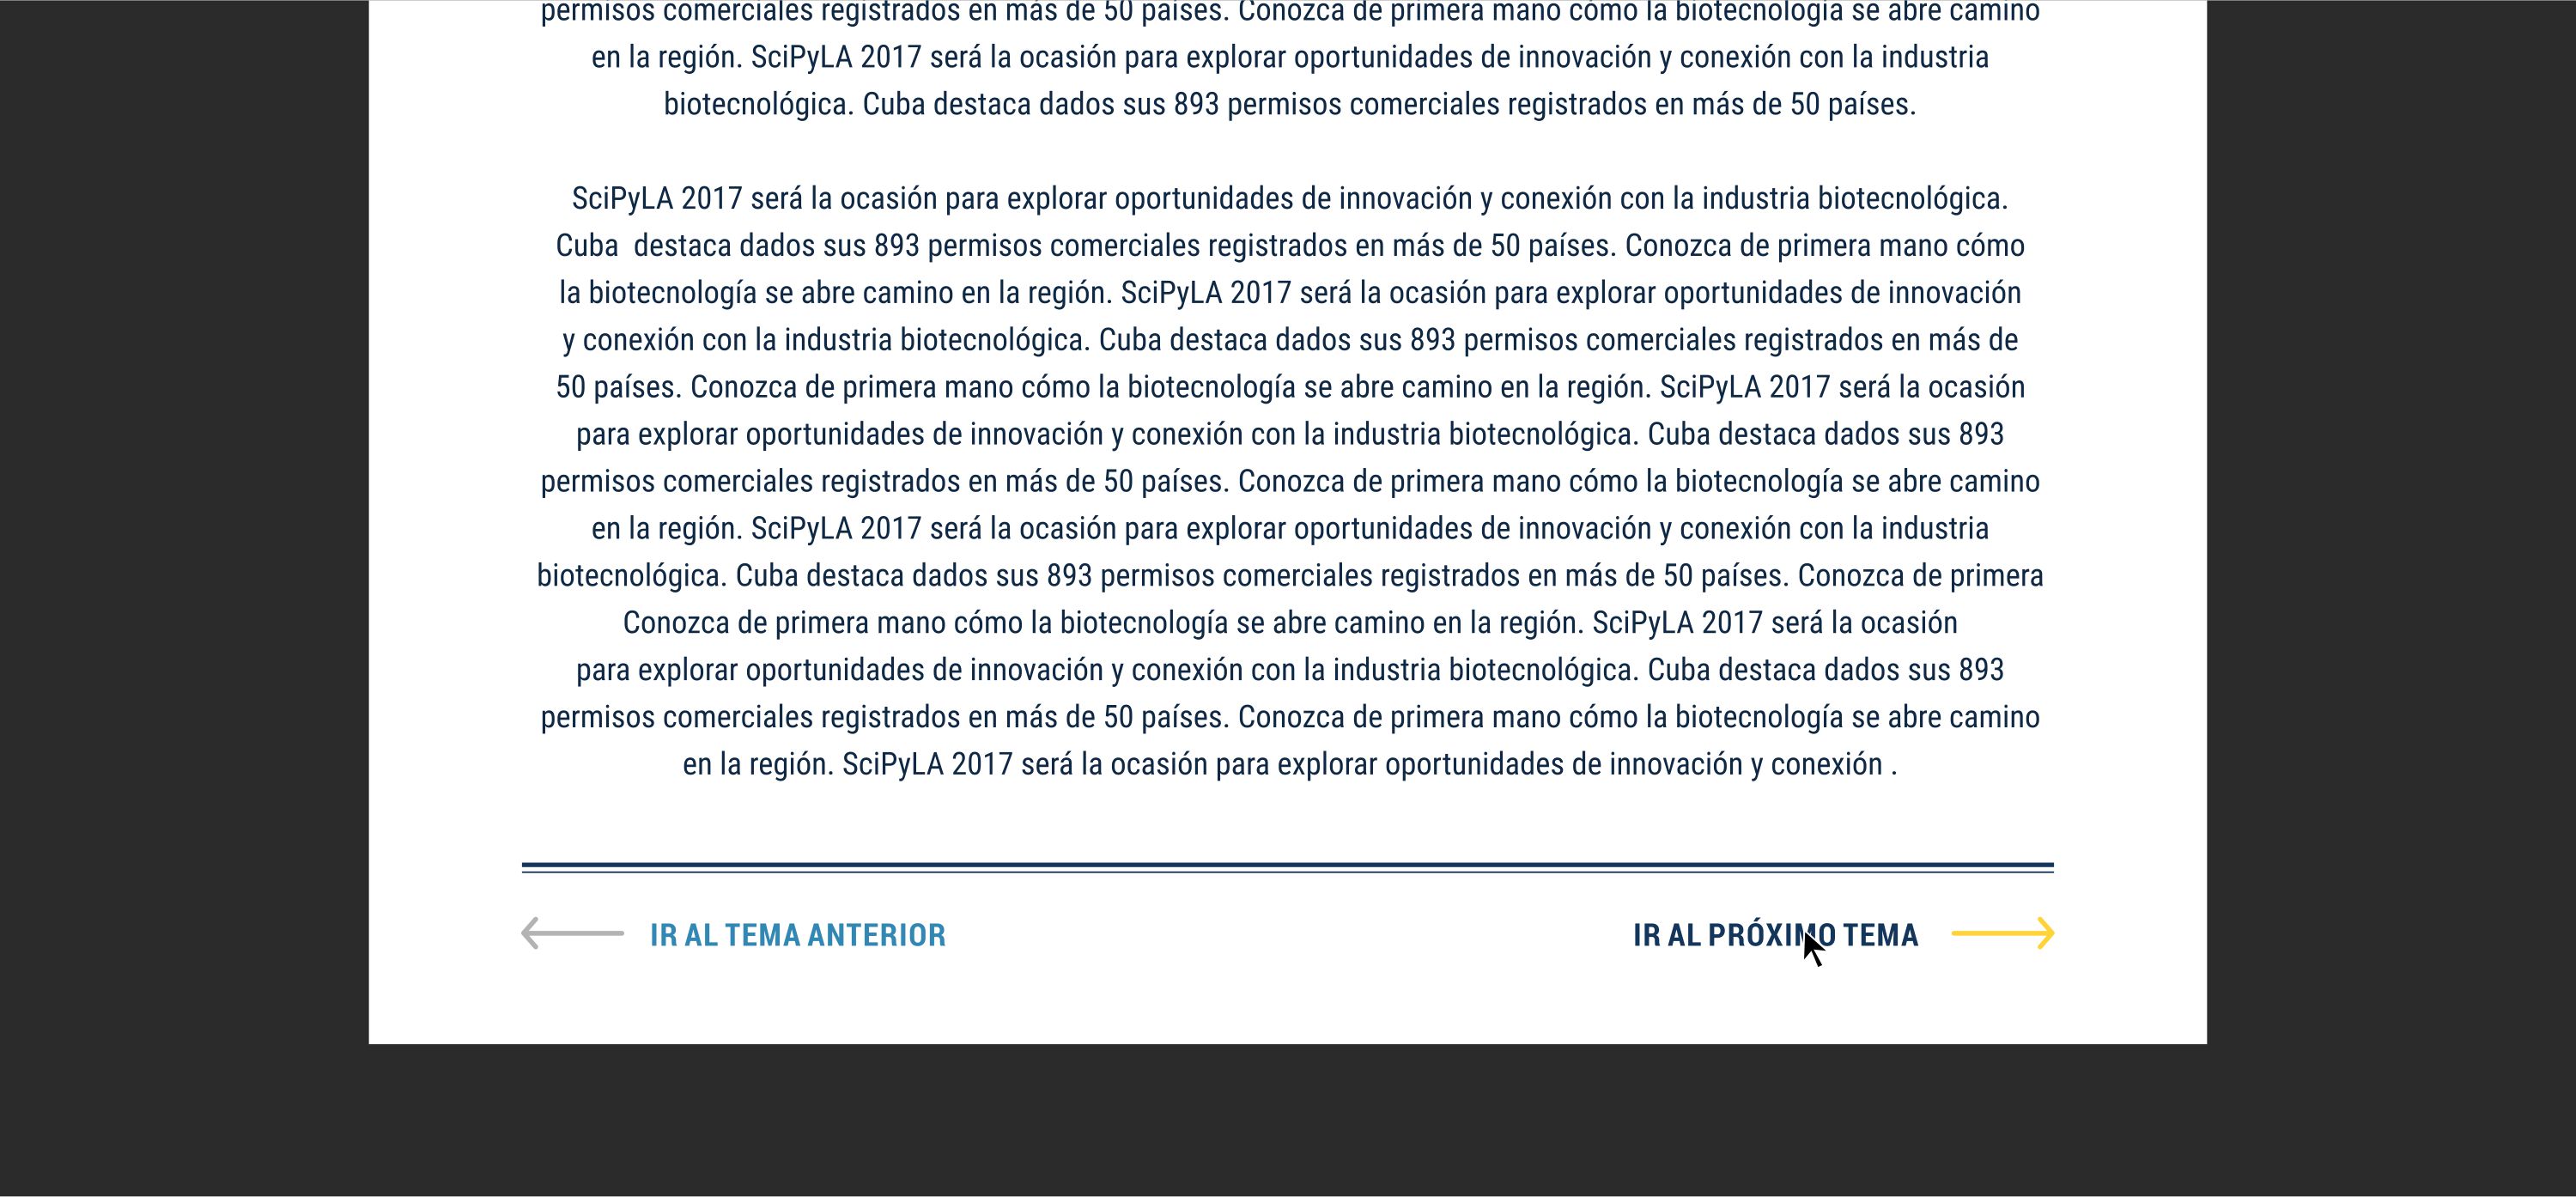 permisos comerciales registrados en más de 50 países. Conozca de primera mano cómo la biotecnología se abre camino
en la región. SciPyLA 2017 será la ocasión para explorar oportunidades de innovación y conexión con la industria
biotecnológica. Cuba destaca dados sus 893 permisos comerciales registrados en más de 50 países.
SciPyLA 2017 será la ocasión para explorar oportunidades de innovación y conexión con la industria biotecnológica.
Cuba  destaca dados sus 893 permisos comerciales registrados en más de 50 países. Conozca de primera mano cómo
la biotecnología se abre camino en la región. SciPyLA 2017 será la ocasión para explorar oportunidades de innovación
y conexión con la industria biotecnológica. Cuba destaca dados sus 893 permisos comerciales registrados en más de
50 países. Conozca de primera mano cómo la biotecnología se abre camino en la región. SciPyLA 2017 será la ocasión
para explorar oportunidades de innovación y conexión con la industria biotecnológica. Cuba destaca dados sus 893
permisos comerciales registrados en más de 50 países. Conozca de primera mano cómo la biotecnología se abre camino
en la región. SciPyLA 2017 será la ocasión para explorar oportunidades de innovación y conexión con la industria
biotecnológica. Cuba destaca dados sus 893 permisos comerciales registrados en más de 50 países. Conozca de primera
Conozca de primera mano cómo la biotecnología se abre camino en la región. SciPyLA 2017 será la ocasión
para explorar oportunidades de innovación y conexión con la industria biotecnológica. Cuba destaca dados sus 893
permisos comerciales registrados en más de 50 países. Conozca de primera mano cómo la biotecnología se abre camino
en la región. SciPyLA 2017 será la ocasión para explorar oportunidades de innovación y conexión .
IR AL TEMA ANTERIOR
IR AL PRÓXIMO TEMA